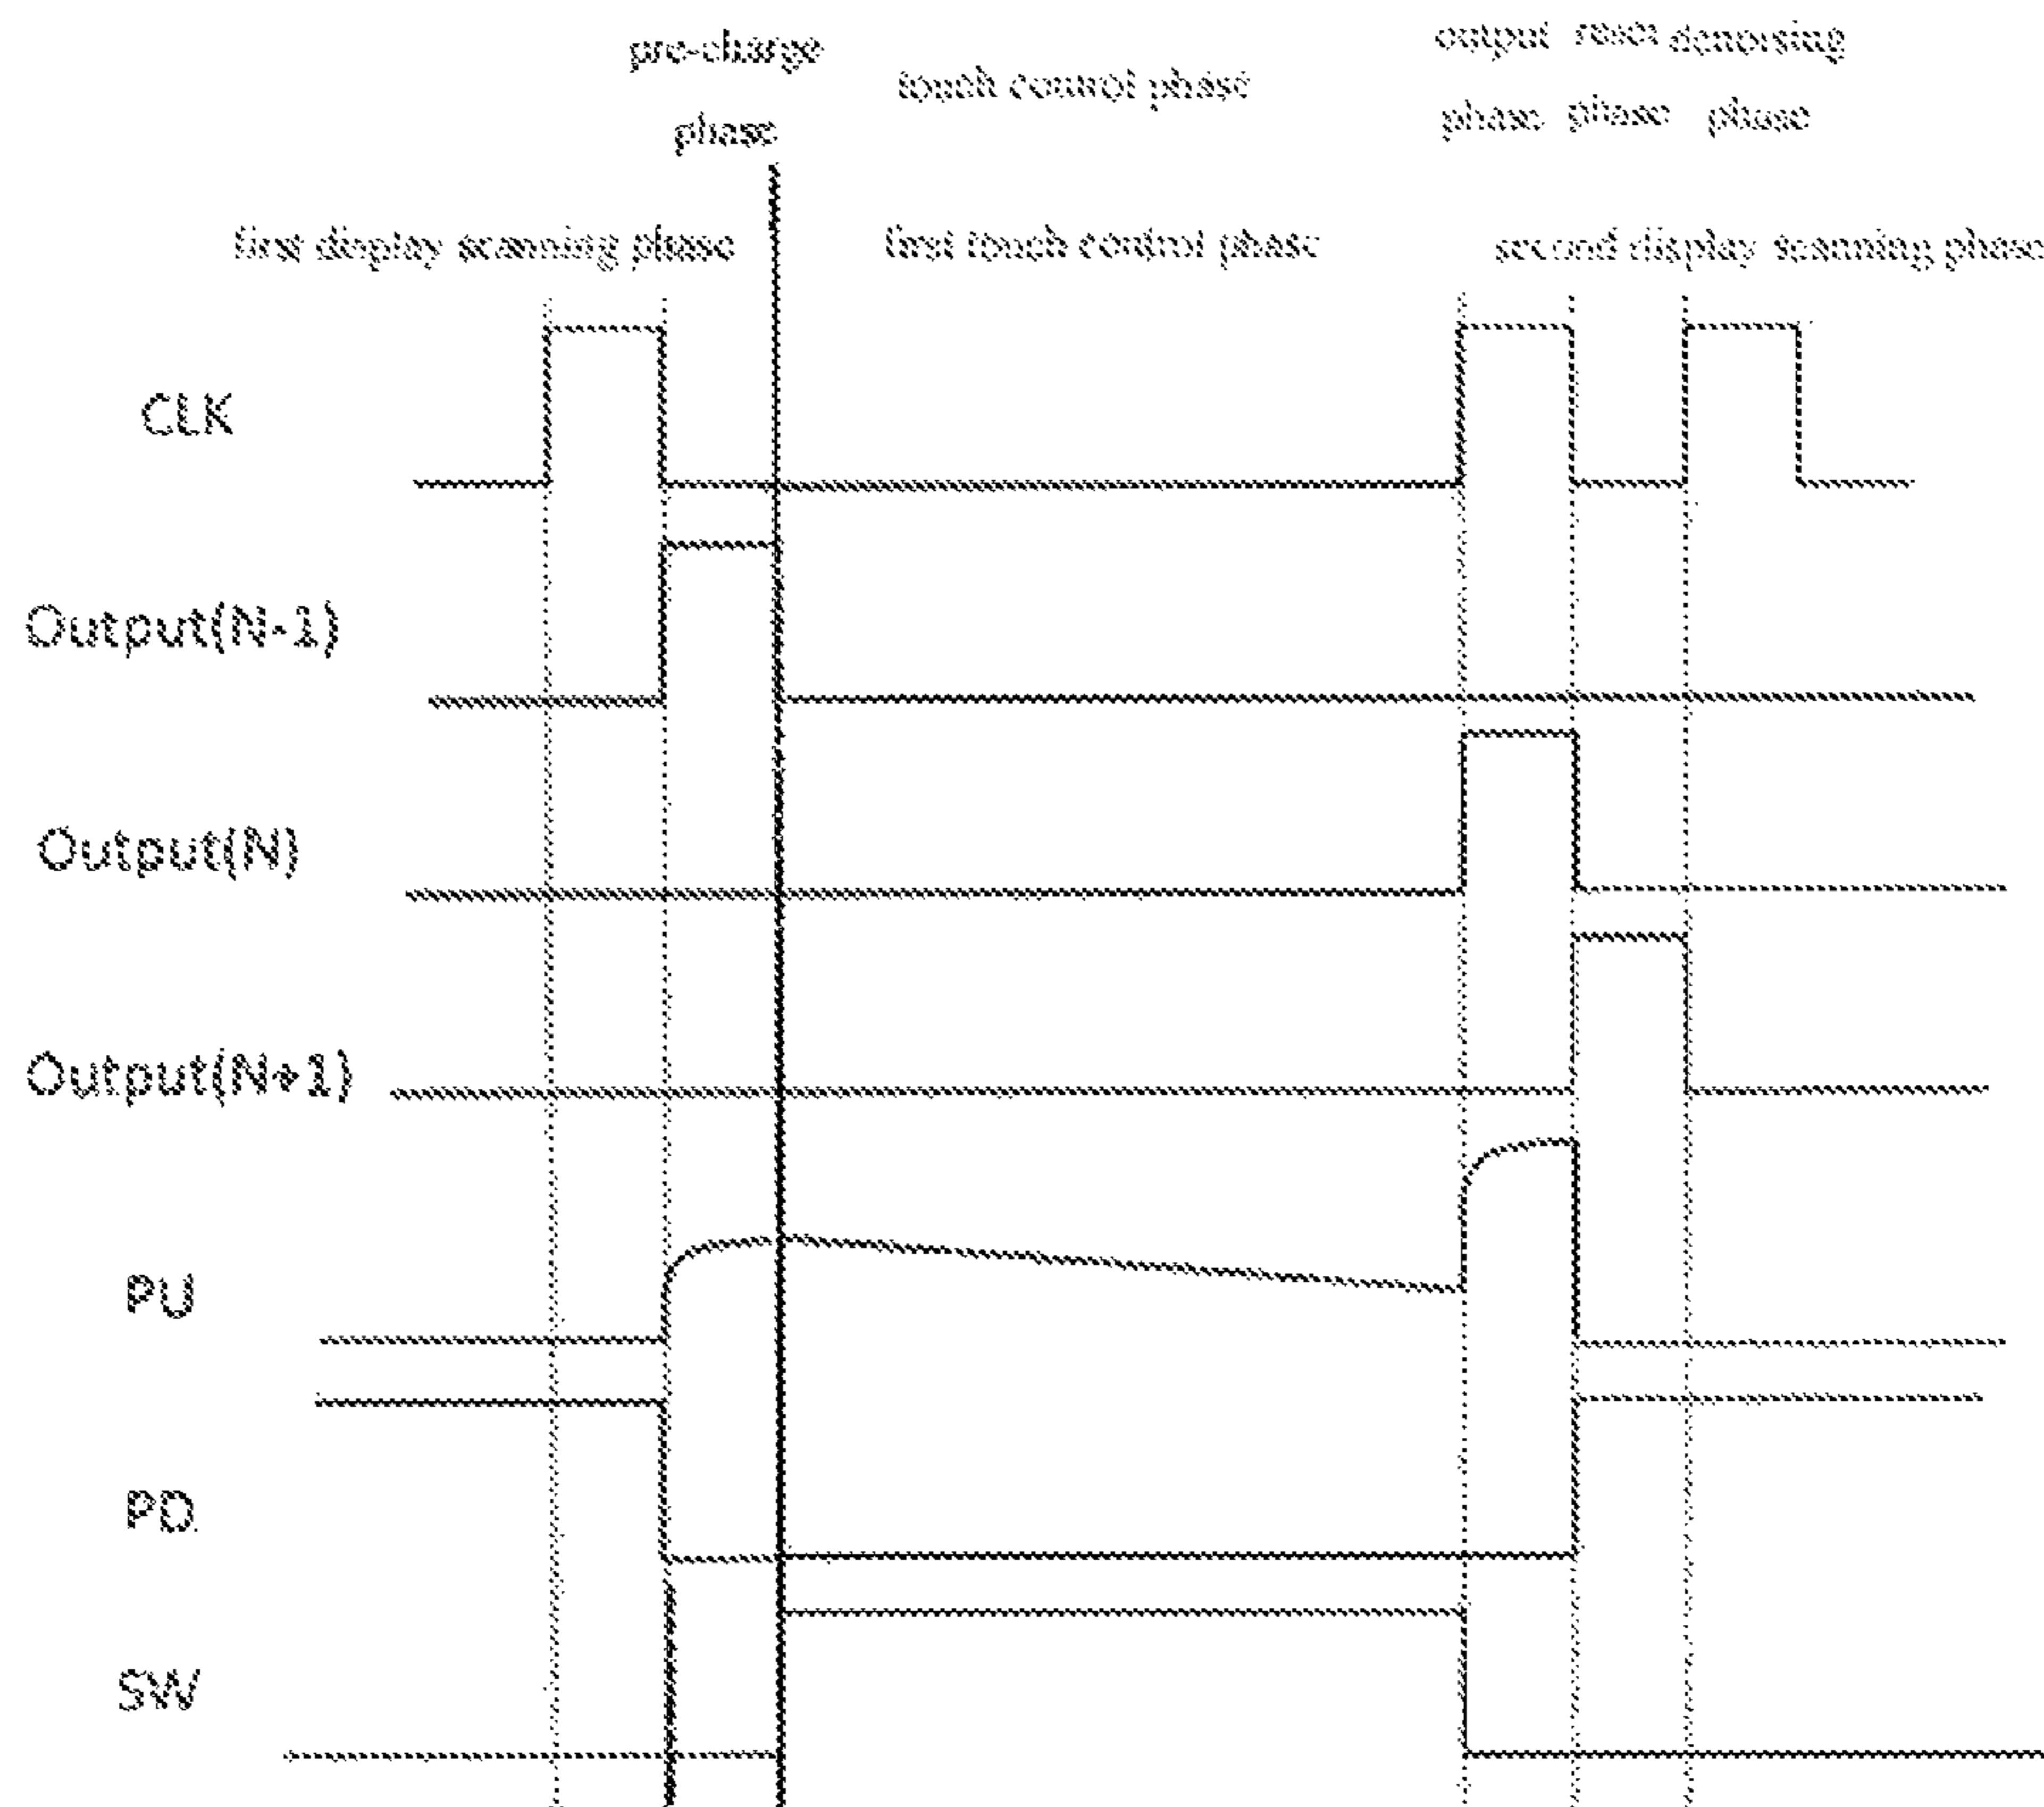 pre-charge
phase
touch control phase
output reset denoising
phase phase phase
first display scanning phase
first touch control phase
second display scanning phase
CLK
Output(N-1)
Output(N)
Output(N+1)
PU
PD
SW